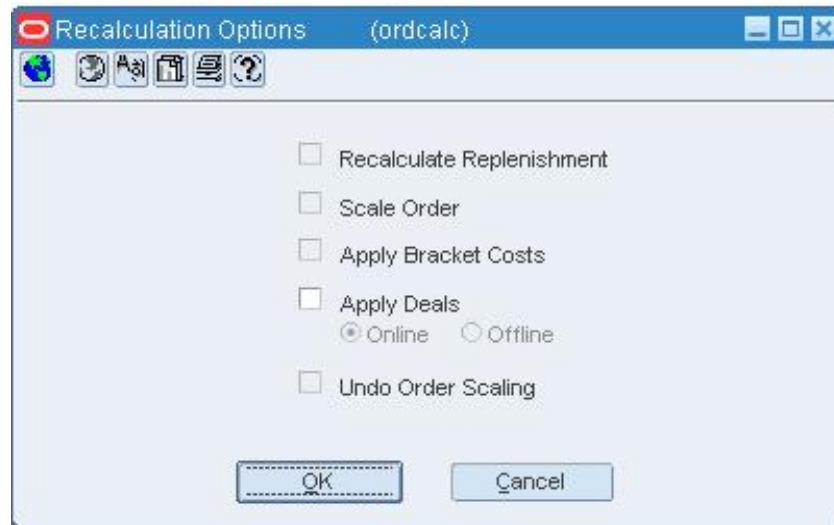 Recalculation Options (ordcalc)
Recalculate Replenishment
Scale Order
Apply Bracket Costs
Apply Deals
Online Offline
Undo Order Scaling
OK Cancel